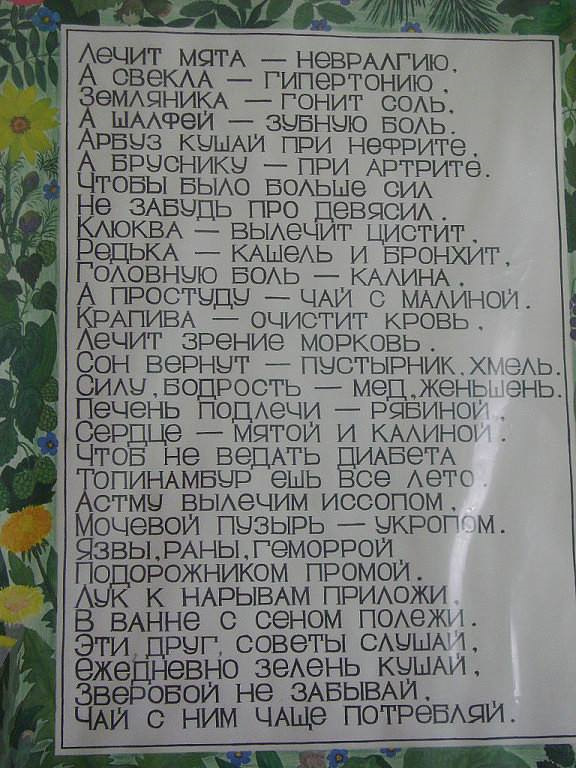 Лечит мята — невралгию,
А свекла — гипертонию,
Земляника — гонит соль,
А шалфей — зубную боль.
Арбуз кушай при нефрите,
А бруснику — при артрите.
Чтобы было больше сил
Не забудь про девясил.
Клюква — вылечит цистит,
Редька — кашель и бронхит,
Головную боль — калина,
А простуду — чай с малиной.
Крапива — очистит кровь,
Лечит зрение морковь.
Сон вернут — пустырник, хмель.
Силу, бодрость — мед, женьшень.
Печень подлечи — рябиной,
Сердце — мятой и калиной.
Чтоб не ведать диабета
Топинамбур ешь все лето.
Астму вылечим иссопом,
Мочевой пузырь — укропом.
Язвы, раны, геморрой
Подорожником промой.
Лук к нарывам приложи,
В ванне с сеном полежи.
Эти друг, советы слушай,
Ежедневно зелень кушай,
Зверобой не забывай,
Чай с ним чаще потребляй.